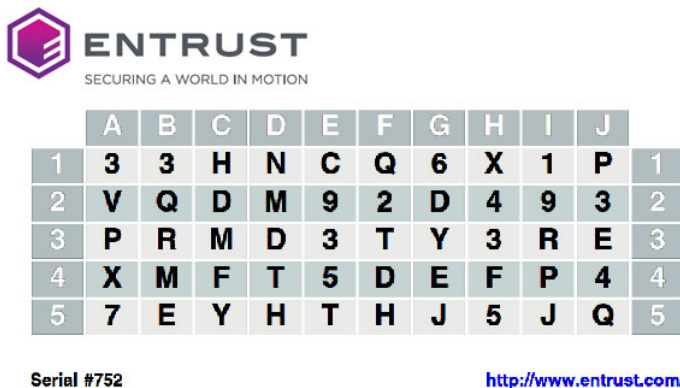 ENTRUST
SECURING A WORLD IN MOTION
A B C D E F G H I J
1 3 3 H N C Q 6 X 1 P 1
2 V Q D M 9 2 D 4 9 3 2
3 P R M D 3 T Y 3 R E 3
4 X M F T 5 D E F P 4 4
5 7 E Y H T H J 5 J Q 5
Serial #752 http://www.entrust.com